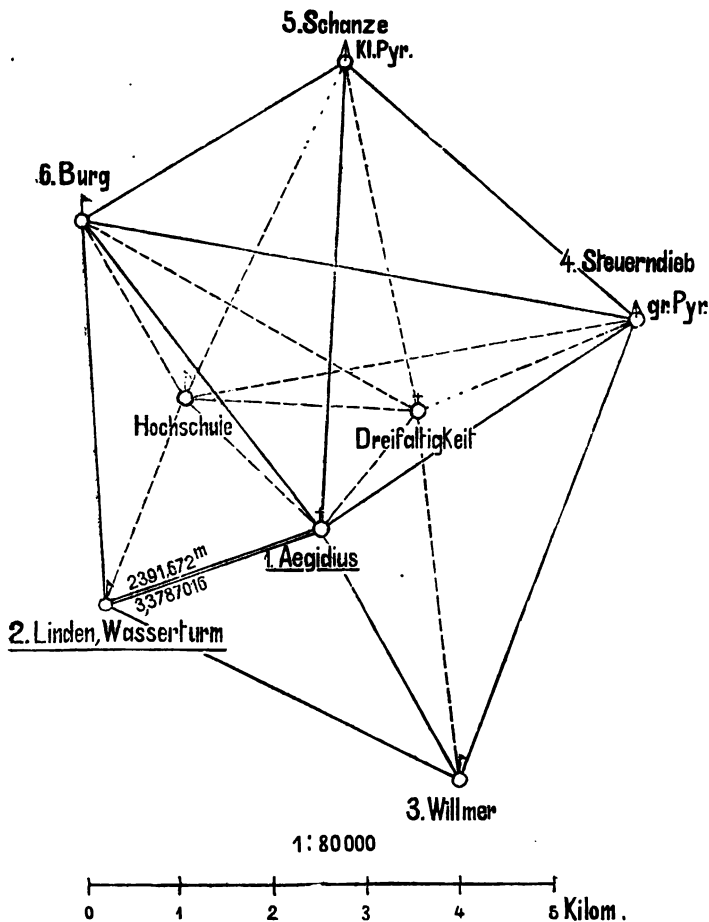 5. Schanze
Kl. Pyr.
6. Burg
4. Steuerndieb
gr. Pyr.
Hochschule
Dreifaltigkeit
1. Aegidius
2391.672 m
3,3787016
2. Linden, Wasserturm
3. Willmer
1:80000
0 1 2 3 4 5 Kilom.